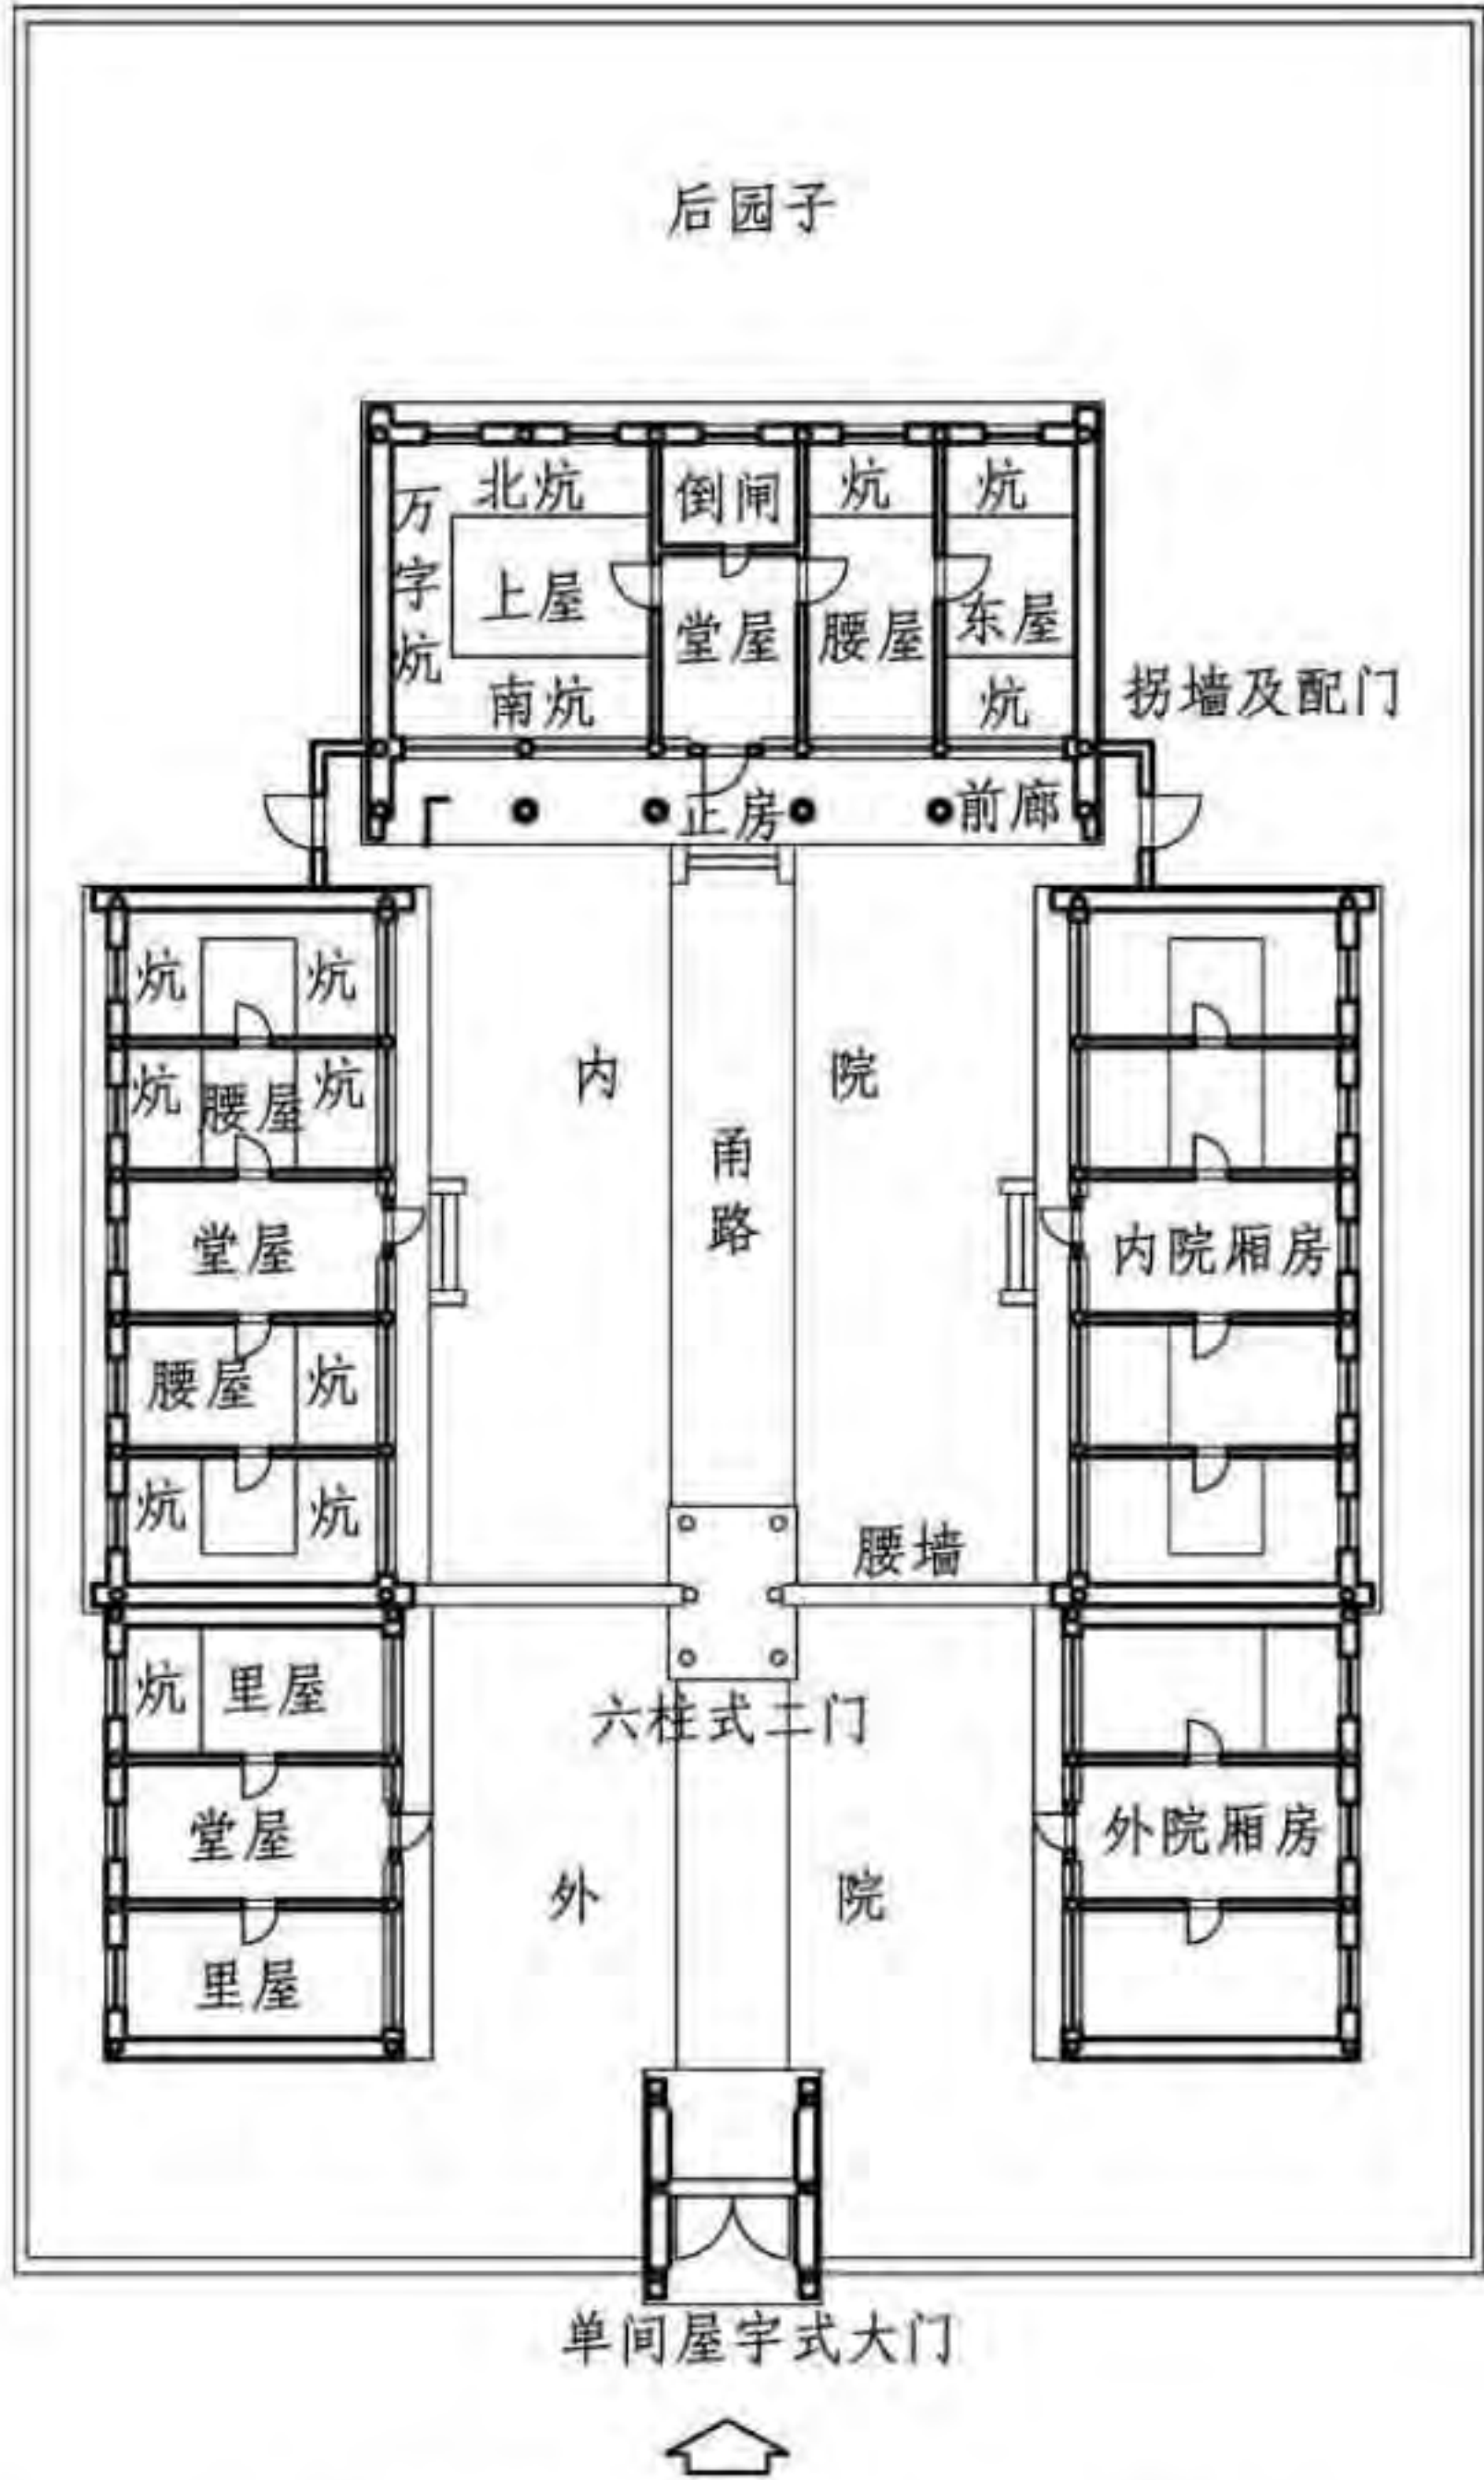 后园子
北炕
倒闸
炕
炕
万字炕
上屋
堂屋
腰屋
东屋
南炕
炕
拐墙及配门
正房
前廊
炕
炕
炕
腰屋
炕
内院
甬路
堂屋
内院厢房
腰屋
炕
炕
炕
腰墙
炕
里屋
六柱式二门
堂屋
外院厢房
外院
里屋
单间屋宇式大门